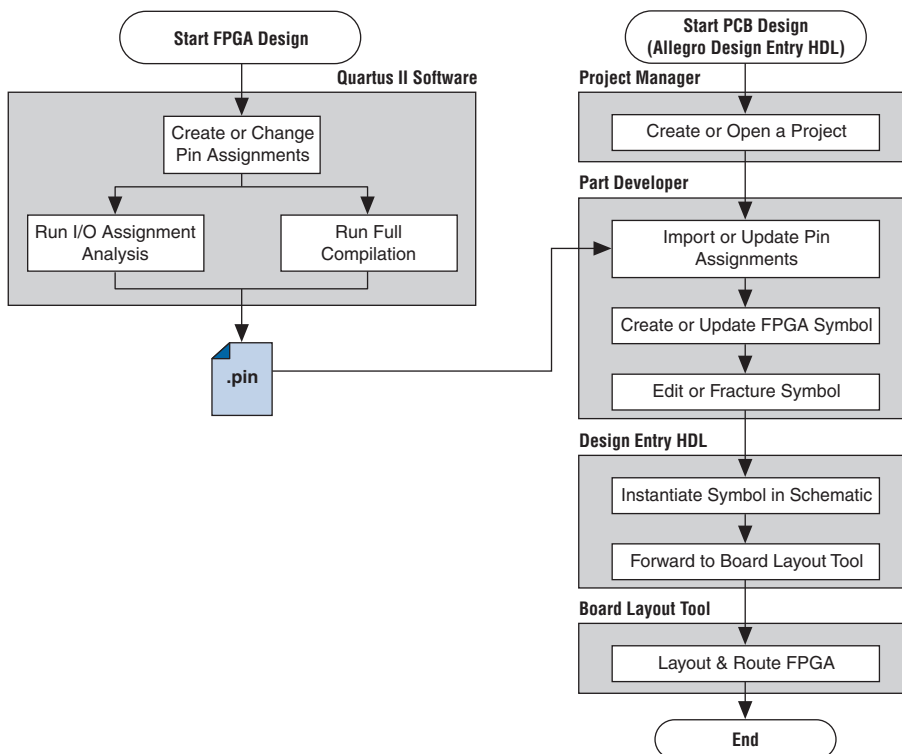 Start FPGA Design
Quartus II Software
Create or Change
Pin Assignments
Run I/O Assignment
Analysis
Run Full
Compilation
.pin
Start PCB Design
(Allegro Design Entry HDL)
Project Manager
Create or Open a Project
Part Developer
Import or Update Pin
Assignments
Create or Update FPGA Symbol
Edit or Fracture Symbol
Design Entry HDL
Instantiate Symbol in Schematic
Forward to Board Layout Tool
Board Layout Tool
Layout & Route FPGA
End